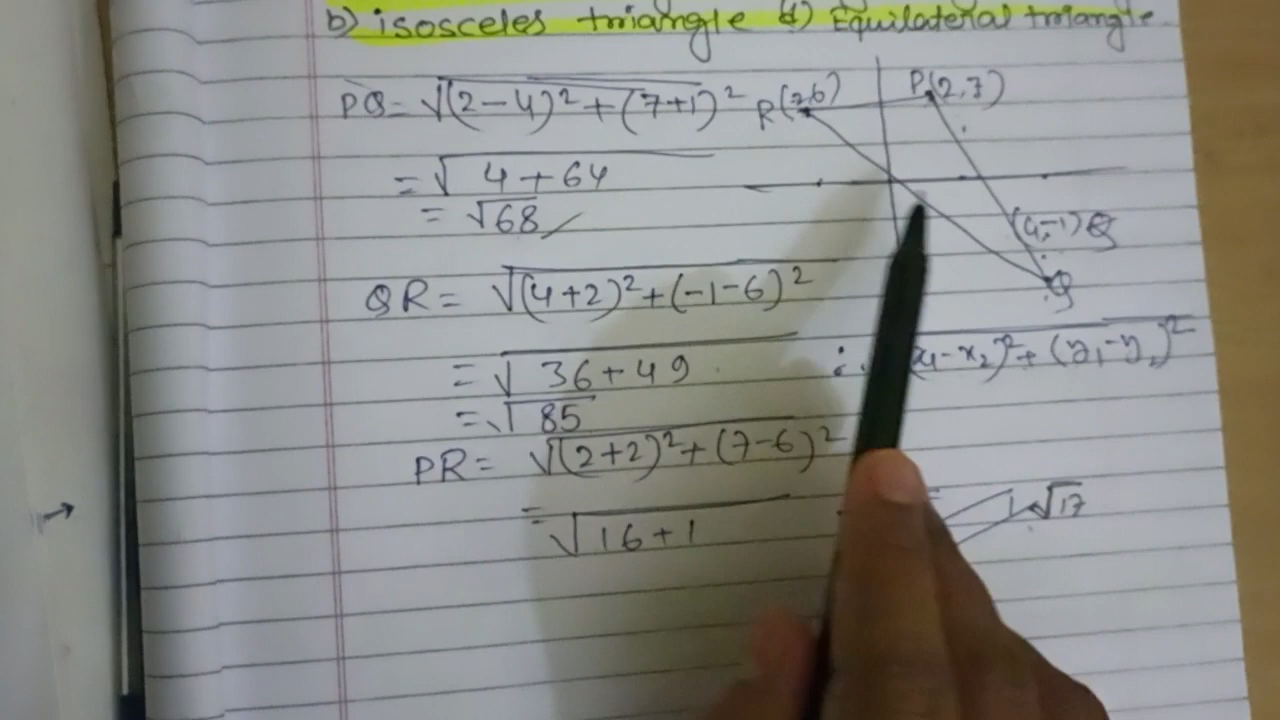 b) isosceles triangle d) Equilateral triangle
PQ = √(2-4)² + (7+1)²
R(-2,6)
P(2,7)
= √4+64
= √68
(4,-1) Q
Q
QR = √(4+2)² + (-1-6)²
= √36+49
= √85
x₂)² + (y₁-y₂)²
PR = √(2+2)² + (7-6)²
= √16+1
√17